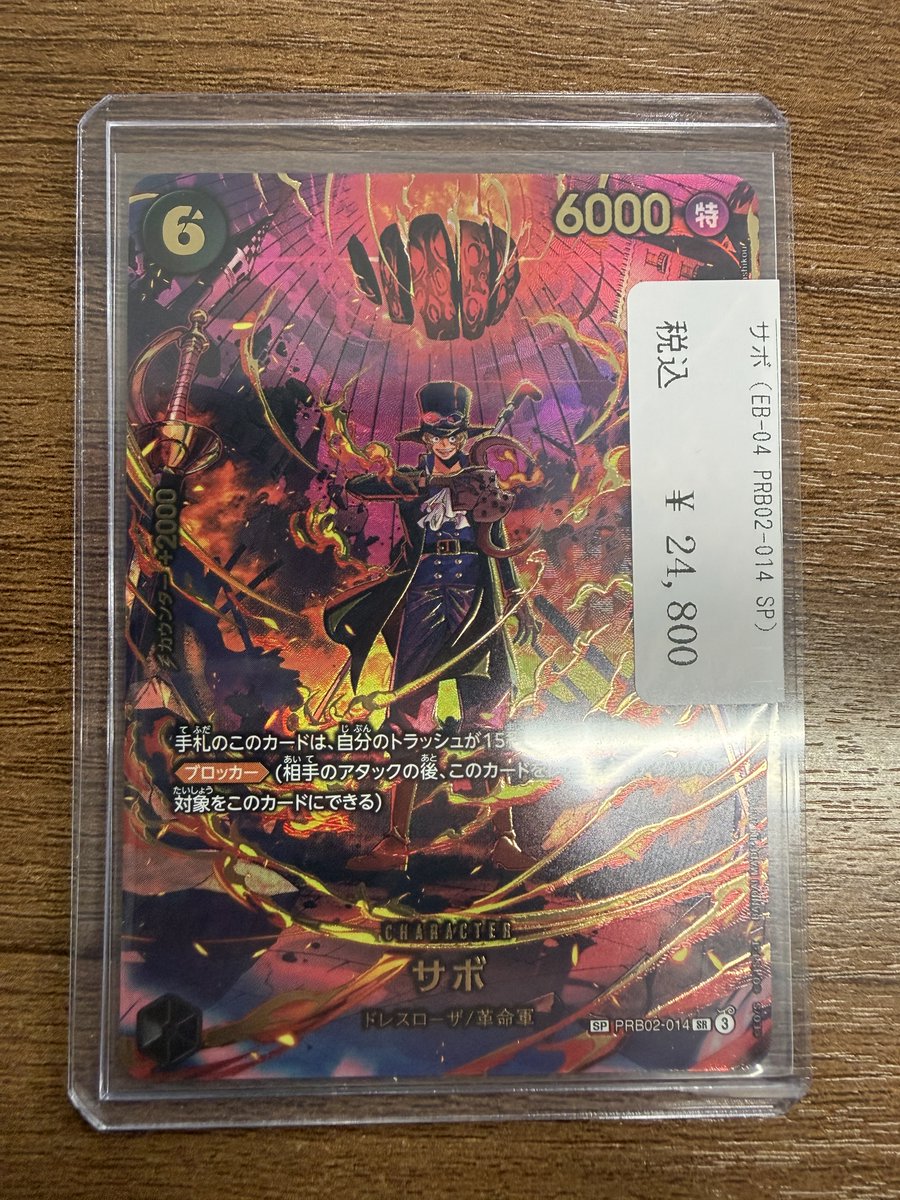 6
6000
特
サボ (EB-04 PRB02-014 SP)
税込
¥ 24,800
カウンター+2000
手札のこのカードは、自分のトラッシュが15
ブロッカー (相手のアタックの後、このカードを
対象をこのカードにできる)
CHARACTER
サボ
ドレスローザ/革命軍
SP PRB02-014 SR 3